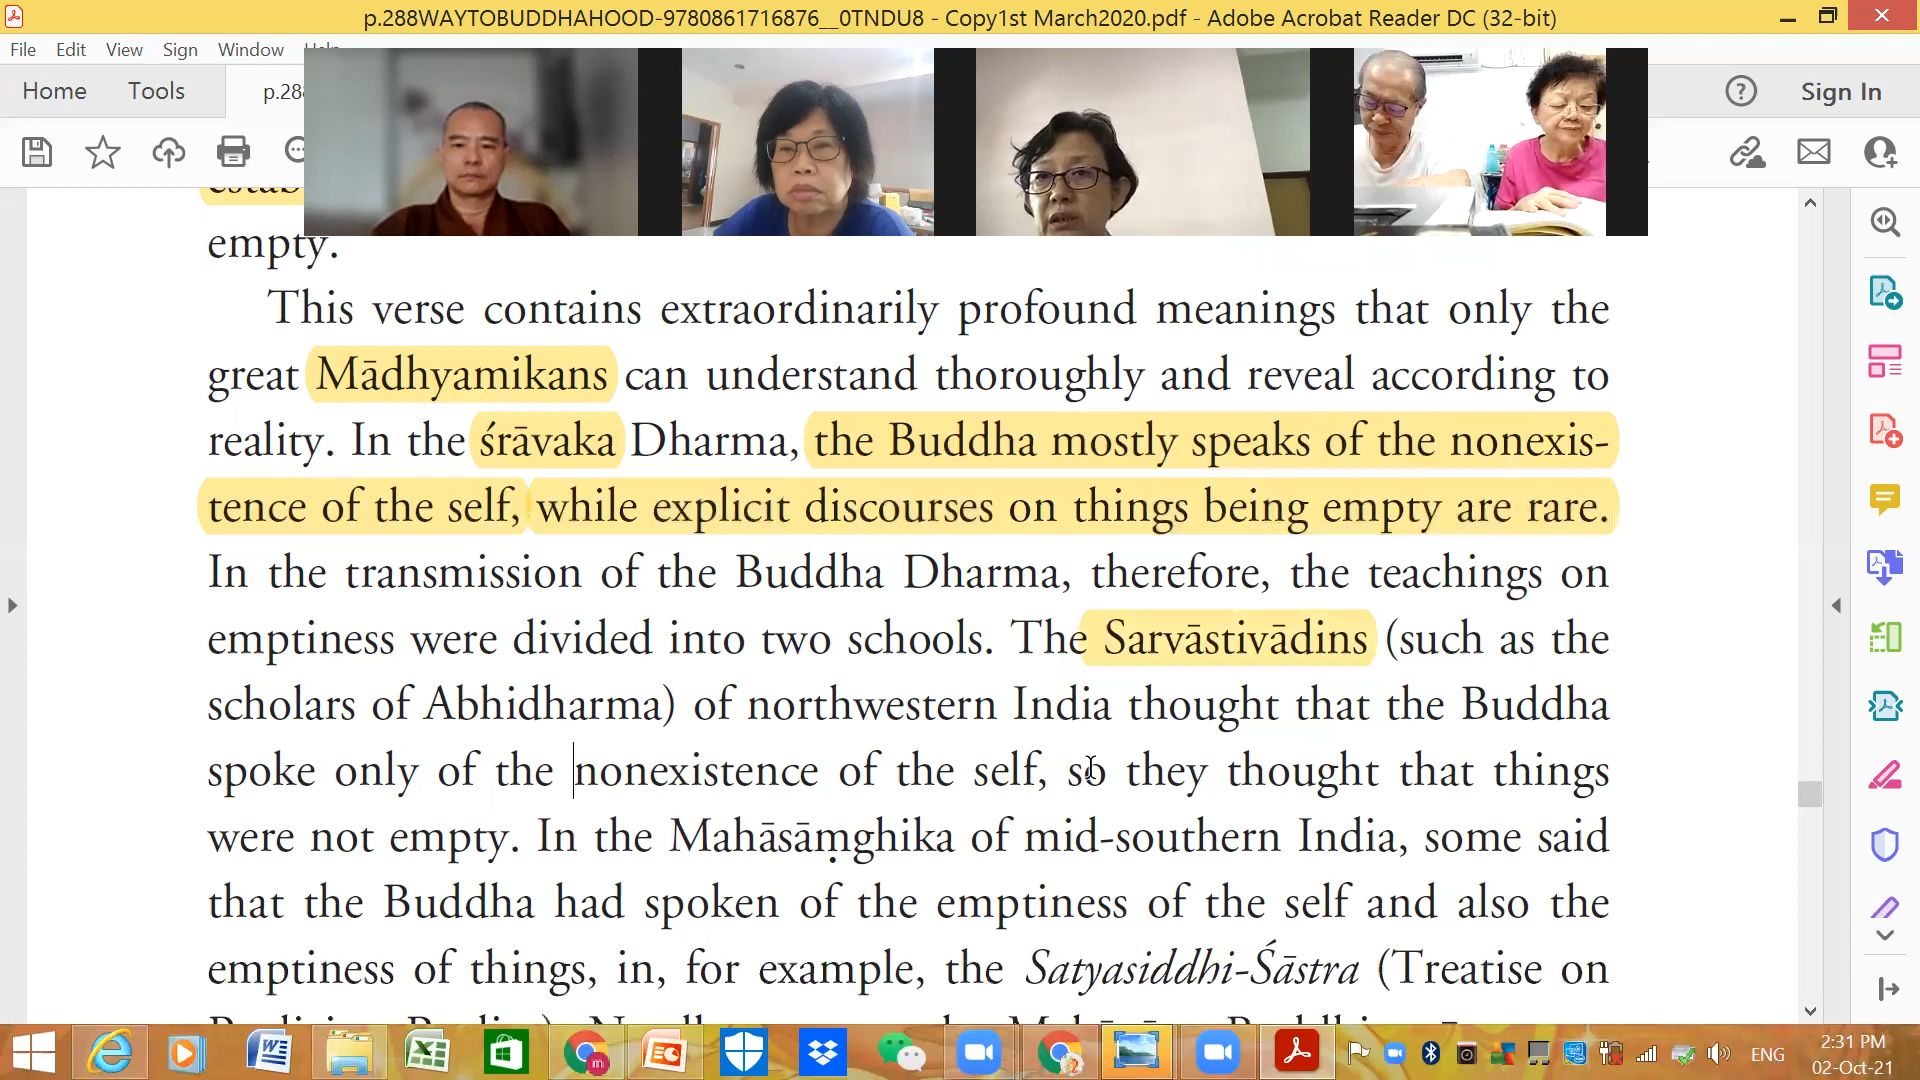 p.288WAYTOBUDDHAHOOD-9780861716876__0TNDU8 - Copy1st March2020.pdf - Adobe Acrobat Reader DC (32-bit)
File Edit View Sign Window Help
Home Tools p.288
Sign In
empty.
This verse contains extraordinarily profound meanings that only the
great Mādhyamikans can understand thoroughly and reveal according to
reality. In the śrāvaka Dharma, the Buddha mostly speaks of the nonexis-
tence of the self, while explicit discourses on things being empty are rare.
In the transmission of the Buddha Dharma, therefore, the teachings on
emptiness were divided into two schools. The Sarvāstivādins (such as the
scholars of Abhidharma) of northwestern India thought that the Buddha
spoke only of the nonexistence of the self, so they thought that things
were not empty. In the Mahāsāṃghika of mid-southern India, some said
that the Buddha had spoken of the emptiness of the self and also the
emptiness of things, in, for example, the Satyasiddhi-Śāstra (Treatise on
ENG
2:31 PM
02-Oct-21